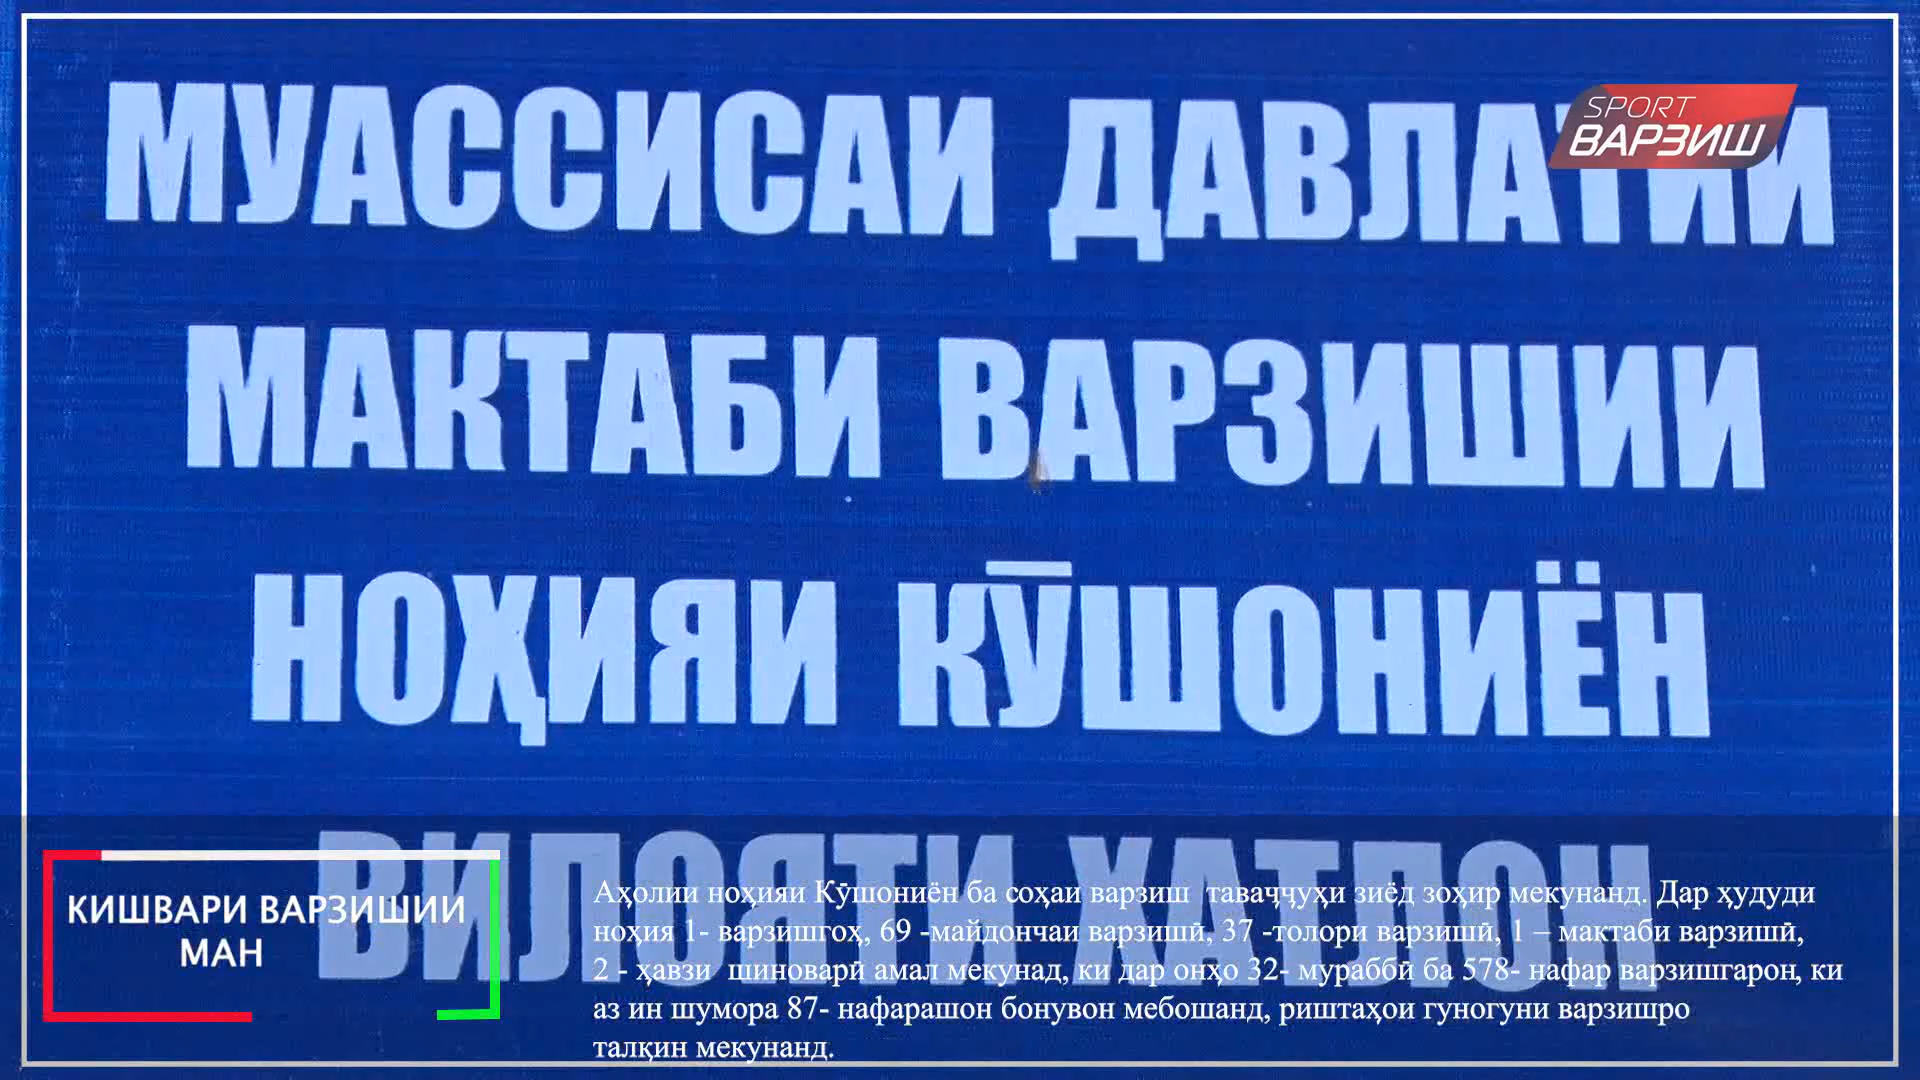 МУАССИСАИ ДАВЛАТИИ
SPORT
ВАРЗИШ
МАКТАБИ ВАРЗИШИИ
НОҲИЯИ КӮШОНИЁН
ВИЛОЯТИ ХАТЛОН
КИШВАРИ ВАРЗИШИИ
МАН
Аҳолии ноҳияи Кӯшониён ба соҳаи варзиш таваҷҷуҳи зиёд зоҳир мекунанд. Дар ҳудуди
ноҳия 1- варзишгоҳ, 69 -майдончаи варзишӣ, 37 -толори варзишӣ, 1 – мактаби варзишӣ,
2 - ҳавзи шиноварӣ амал мекунад, ки дар онҳо 32- мураббӣ ба 578- нафар варзишгарон, ки
аз ин шумора 87- нафарашон бонувон мебошанд, риштаҳои гуногуни варзишро
талқин мекунанд.